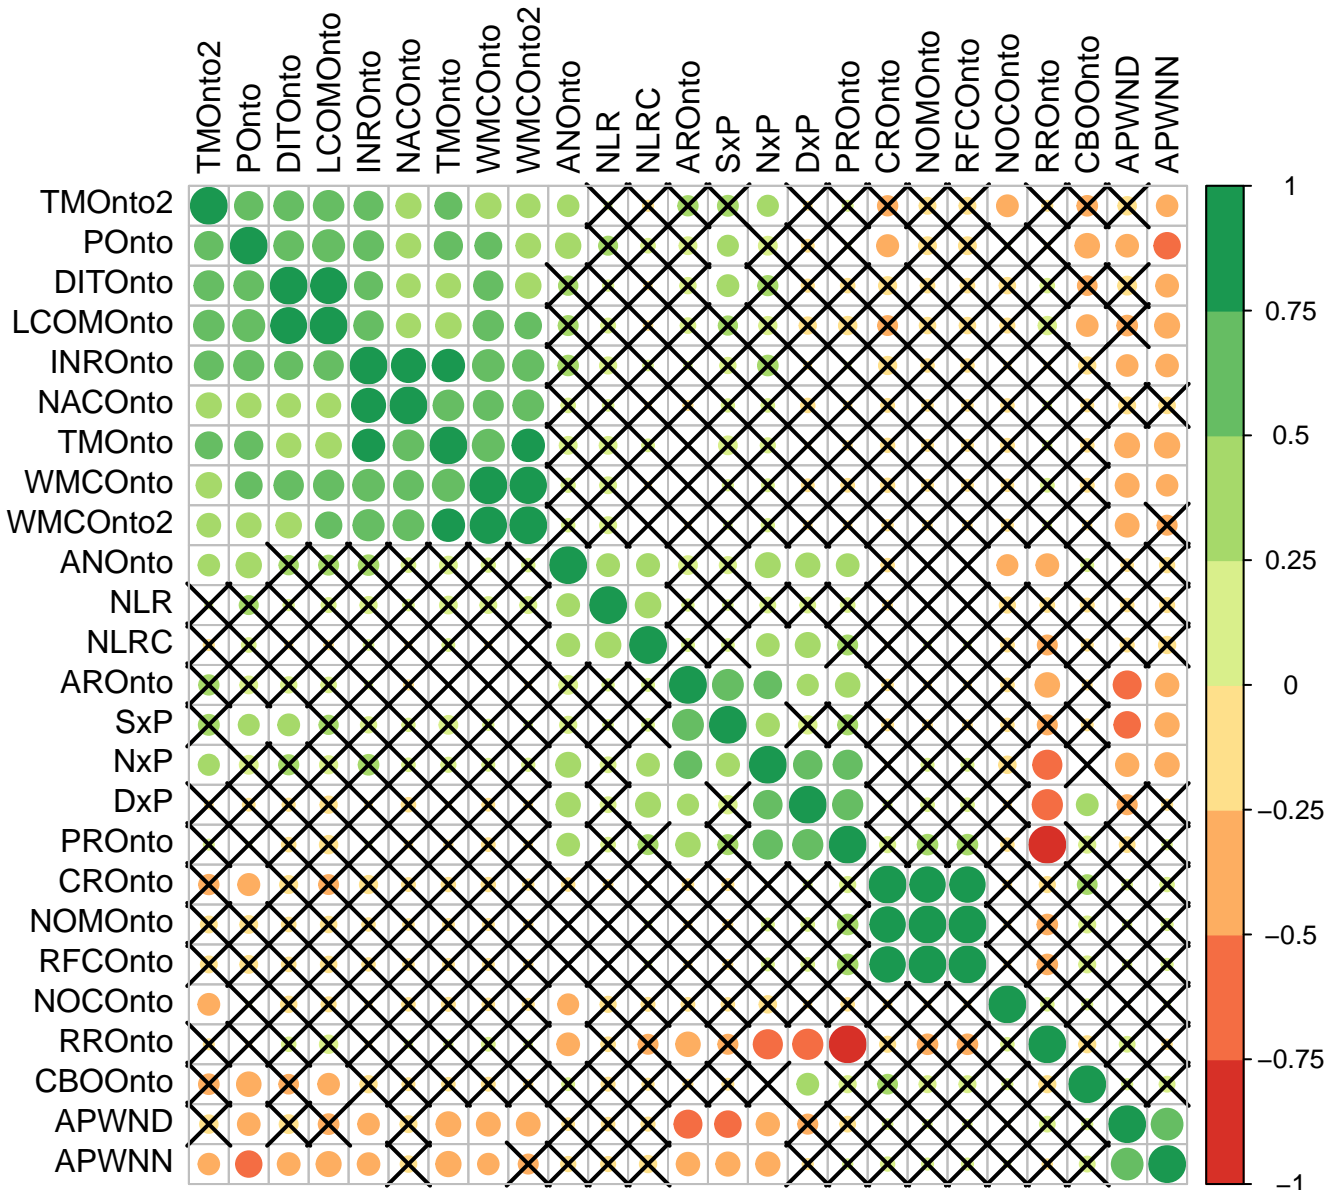 TMOnto2
POnto
DITOnto
LCOMOnto
INROnto
NACOnto
TMOnto
WMCOnto
WMCOnto2
ANOnto
NLR
NLRC
AROnto
SxP
NxP
DxP
PROnto
CROnto
NOMOnto
RFCOnto
NOCOnto
RROnto
CBOOnto
APWND
APWNN
TMOnto2
POnto
DITOnto
LCOMOnto
INROnto
NACOnto
TMOnto
WMCOnto
WMCOnto2
ANOnto
NLR
NLRC
AROnto
SxP
NxP
DxP
PROnto
CROnto
NOMOnto
RFCOnto
NOCOnto
RROnto
CBOOnto
APWND
APWNN
1
0.75
0.5
0.25
0
−0.25
−0.5
−0.75
−1